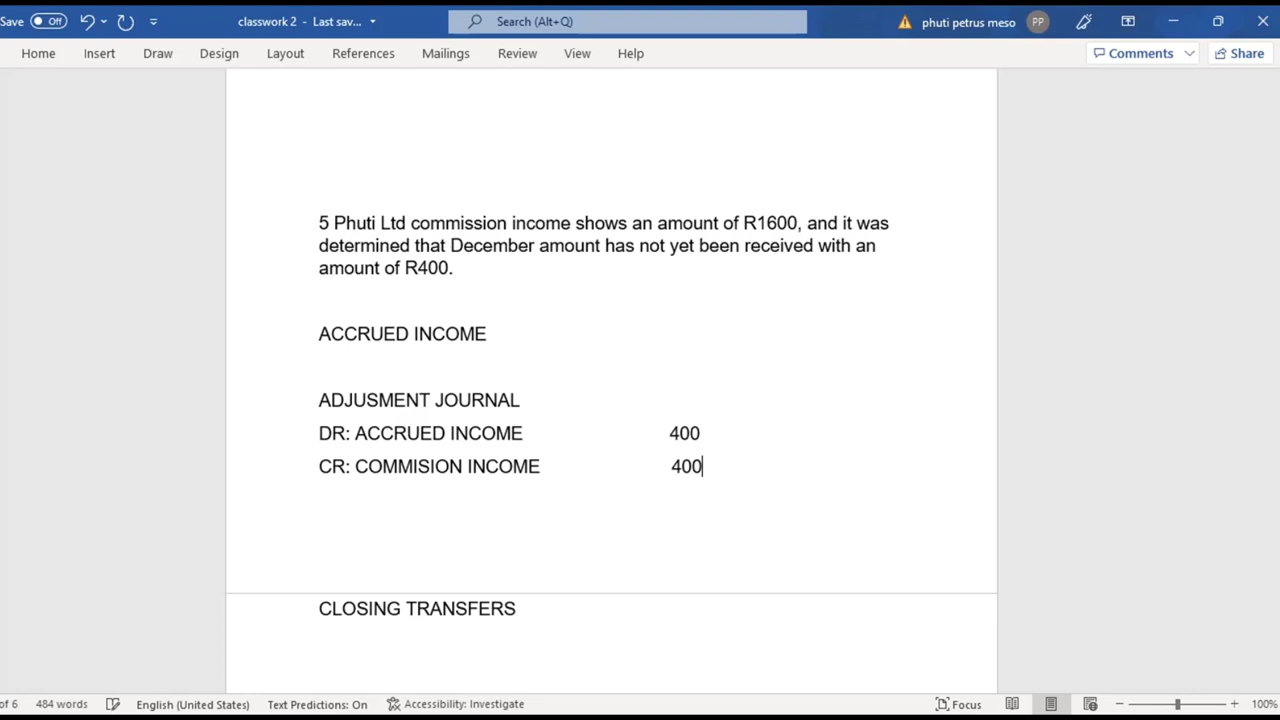 Save Off classwork 2 - Last sav... Search (Alt+Q) phuti petrus meso PP
Home Insert Draw Design Layout References Mailings Review View Help Comments Share
5 Phuti Ltd commission income shows an amount of R1600, and it was
determined that December amount has not yet been received with an
amount of R400.
ACCRUED INCOME
ADJUSMENT JOURNAL
DR: ACCRUED INCOME 400
CR: COMMISION INCOME 400
CLOSING TRANSFERS
of 6 484 words English (United States) Text Predictions: On Accessibility: Investigate Focus 100%